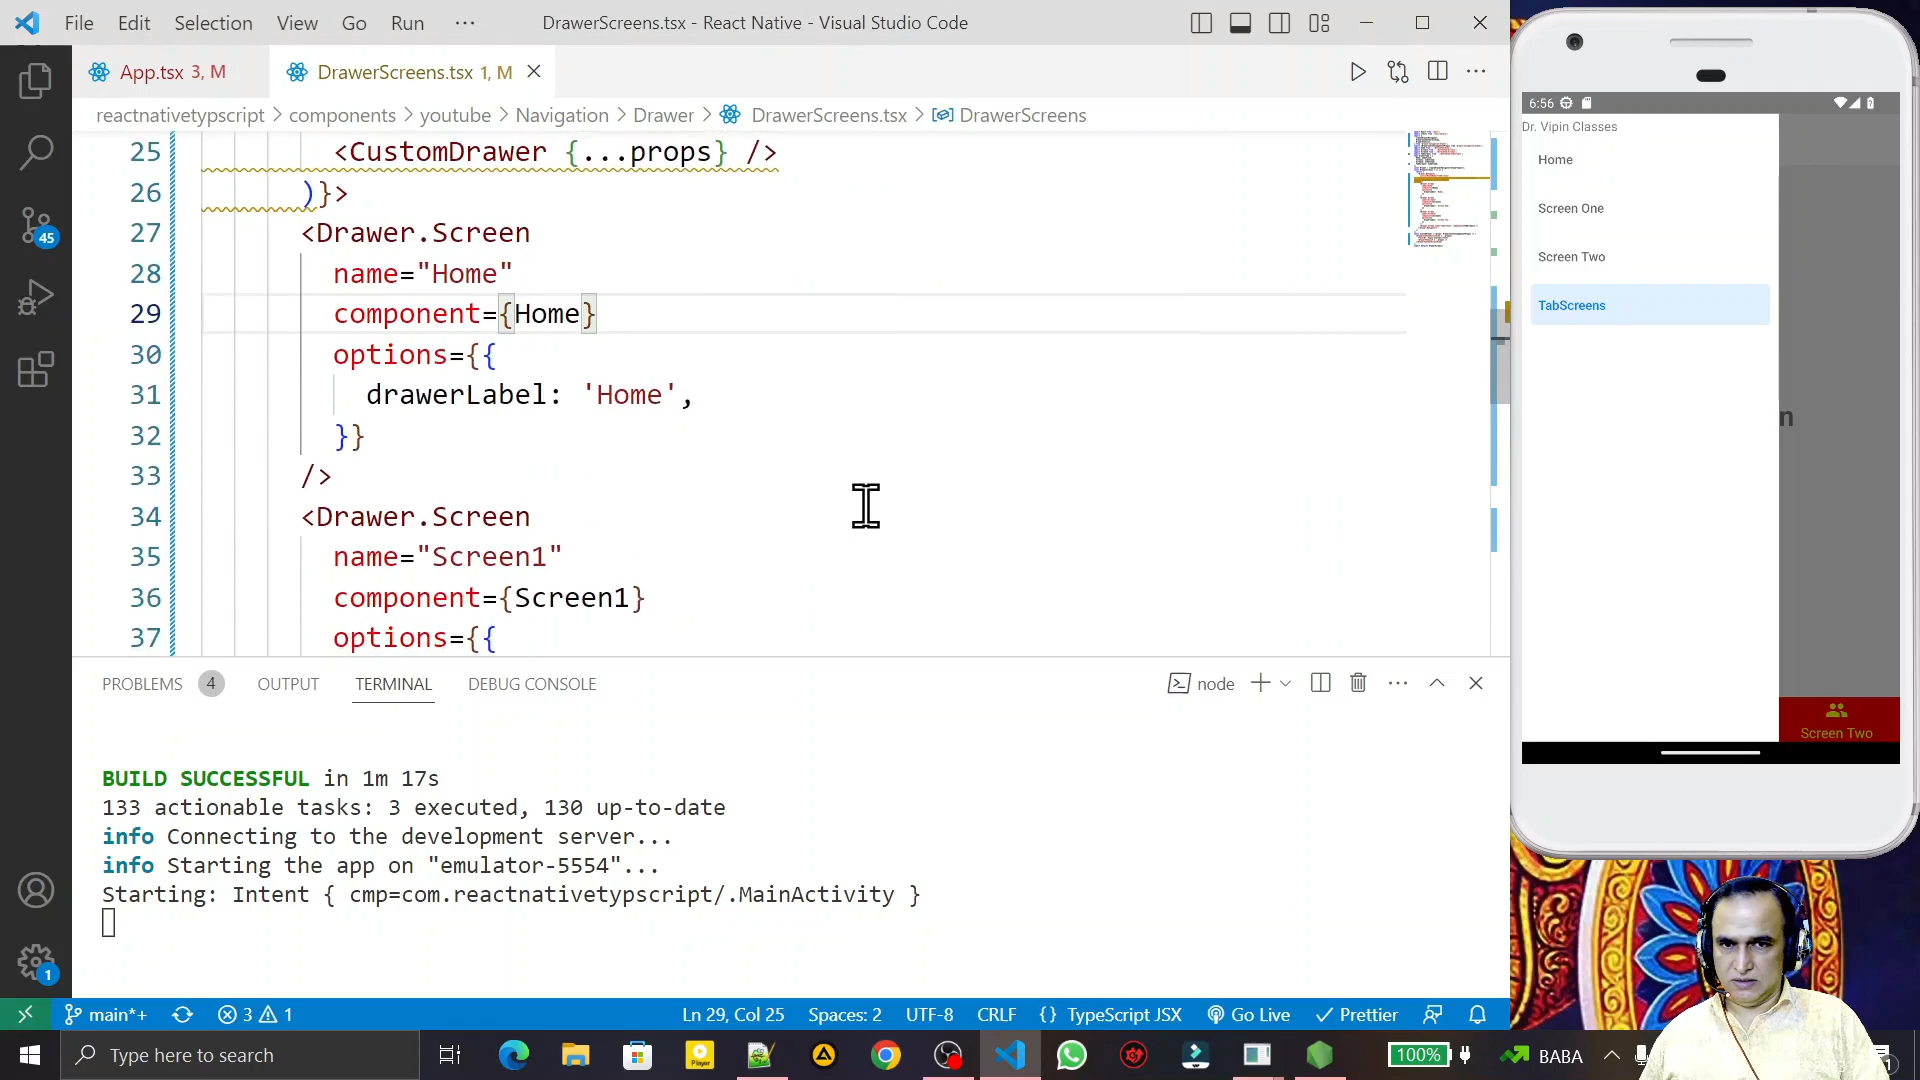 File Edit Selection View Go Run ··· DrawerScreens.tsx - React Native - Visual Studio Code
App.tsx 3, M DrawerScreens.tsx 1, M
reactnativetypscript > components > youtube > Navigation > Drawer > DrawerScreens.tsx > DrawerScreens
25 <CustomDrawer {...props} />
26 )}>
27 <Drawer.Screen
28 name="Home"
29 component={Home}
30 options={{
31 drawerLabel: 'Home',
32 }}
33 />
34 <Drawer.Screen
35 name="Screen1"
36 component={Screen1}
37 options={{
PROBLEMS 4 OUTPUT TERMINAL DEBUG CONSOLE node
BUILD SUCCESSFUL in 1m 17s
133 actionable tasks: 3 executed, 130 up-to-date
info Connecting to the development server...
info Starting the app on "emulator-5554"...
Starting: Intent { cmp=com.reactnativetypscript/.MainActivity }
45
1
main*+ 3 1 Ln 29, Col 25 Spaces: 2 UTF-8 CRLF {} TypeScript JSX Go Live Prettier
Type here to search
Player
100% BABA
6:56
Dr. Vipin Classes
Home
Screen One
Screen Two
TabScreens
n
Screen Two